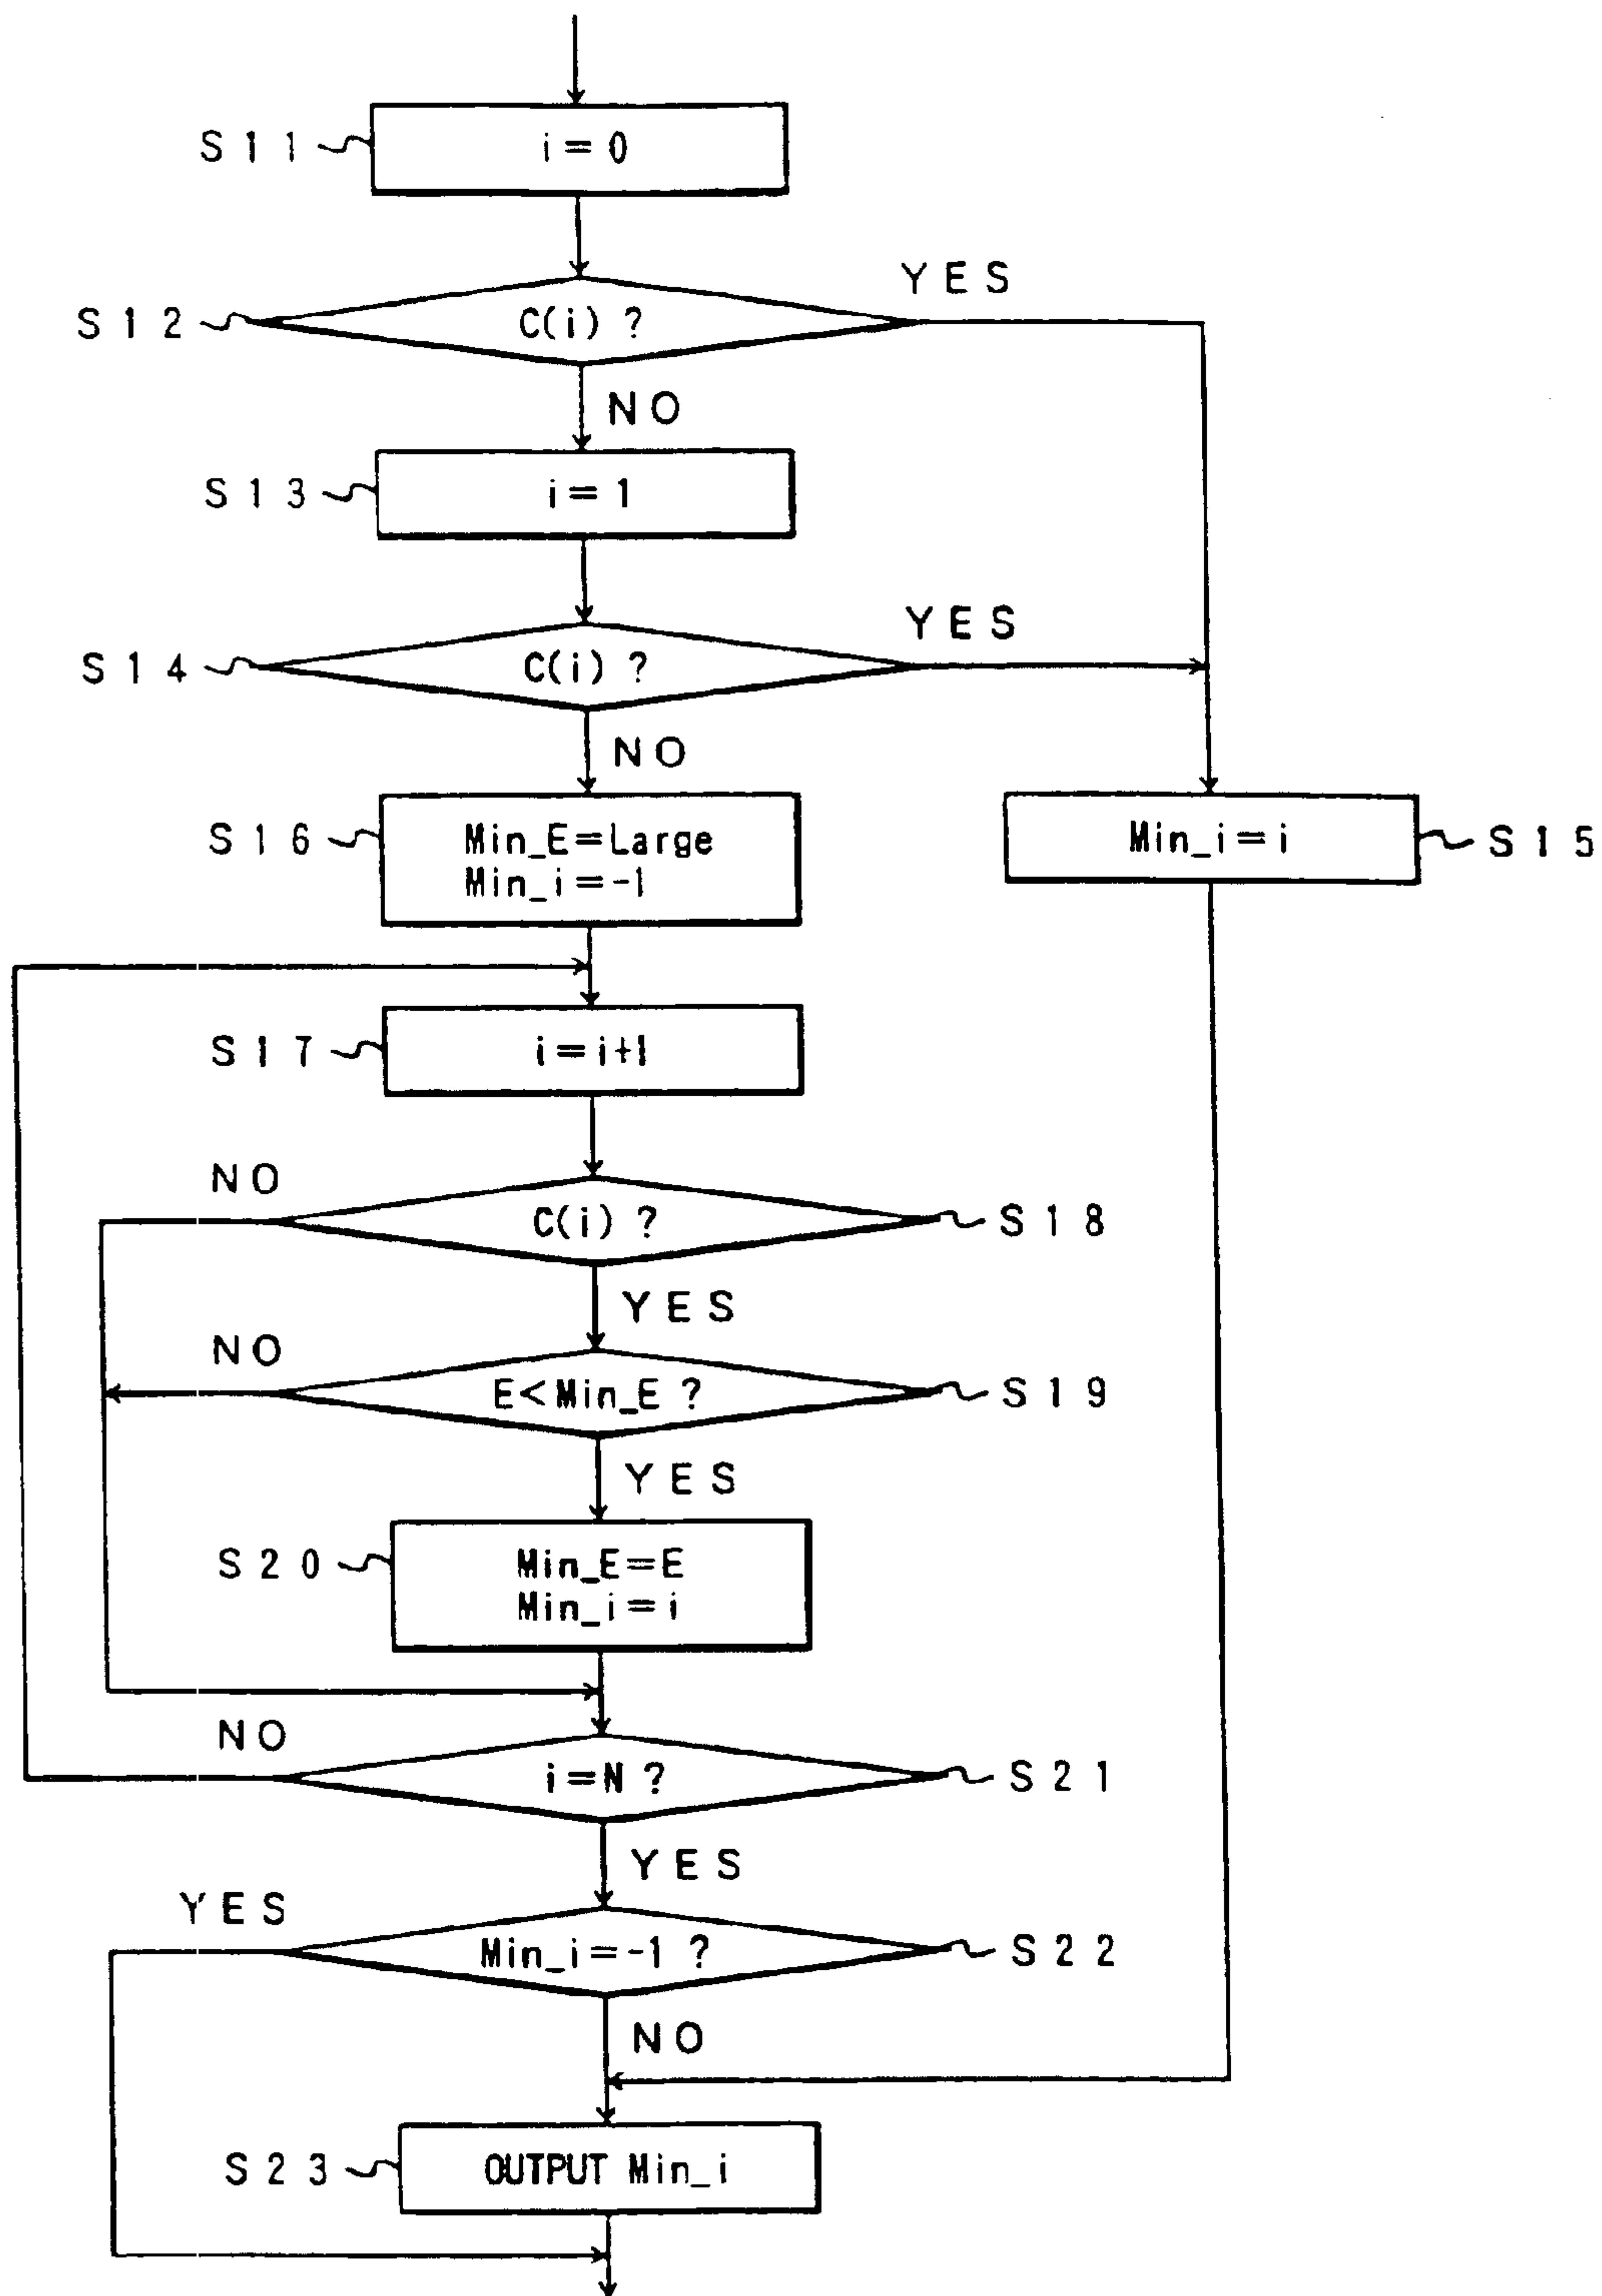 S11
i=0
YES
S12
C(i) ?
NO
S13
i=1
YES
S14
C(i) ?
NO
S16
Min_E=Large
Min_i=-1
Min_i=i
S15
S17
i=i+1
NO
C(i) ?
S18
YES
NO
E<Min_E ?
S19
YES
S20
Min_E=E
Min_i=i
NO
i=N ?
S21
YES
YES
Min_i=-1 ?
S22
NO
S23
OUTPUT Min_i